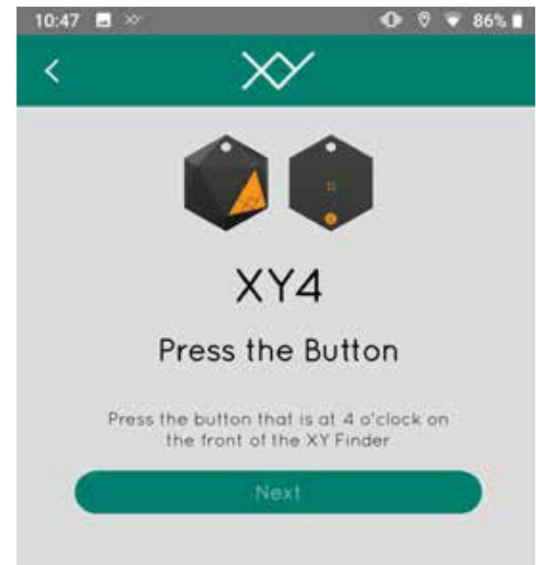 10:47 86%
XY
XY4
Press the Button
Press the button that is at 4 o'clock on
the front of the XY Finder
Next